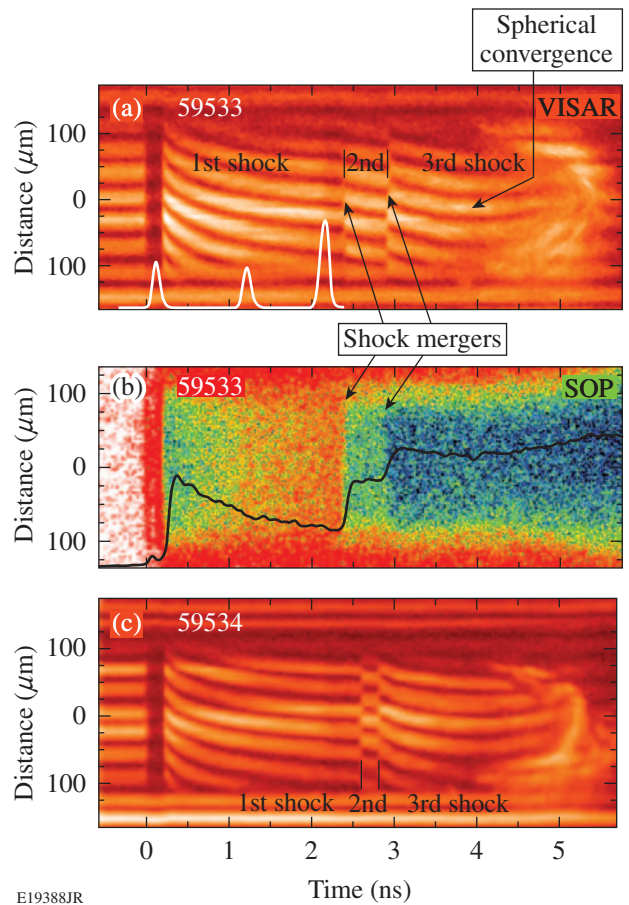 Spherical
convergence
(a) 59533 VISAR
1st shock 2nd 3rd shock
100
0
100
Distance (μm)
Shock mergers
(b) 59533 SOP
100
0
100
Distance (μm)
(c) 59534
100
0
100
Distance (μm)
1st shock 2nd 3rd shock
0 1 2 3 4 5
Time (ns)
E19388JR